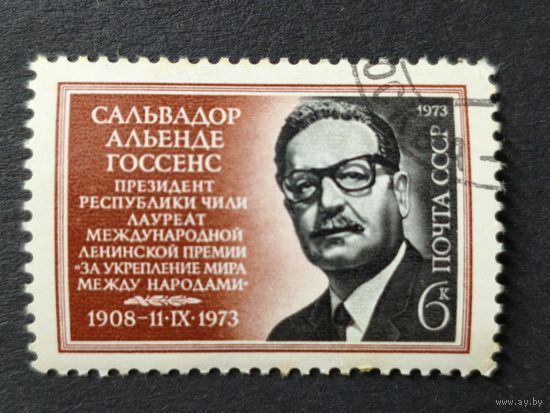 САЛЬВАДОР
АЛЬЕНДЕ
ГОССЕНС
ПРЕЗИДЕНТ
РЕСПУБЛИКИ ЧИЛИ
ЛАУРЕАТ
МЕЖДУНАРОДНОЙ
ЛЕНИНСКОЙ ПРЕМИИ
"ЗА УКРЕПЛЕНИЕ МИРА
МЕЖДУ НАРОДАМИ"
1908–11·IX·1973
1973
ПОЧТА СССР
6к
www.ay.by